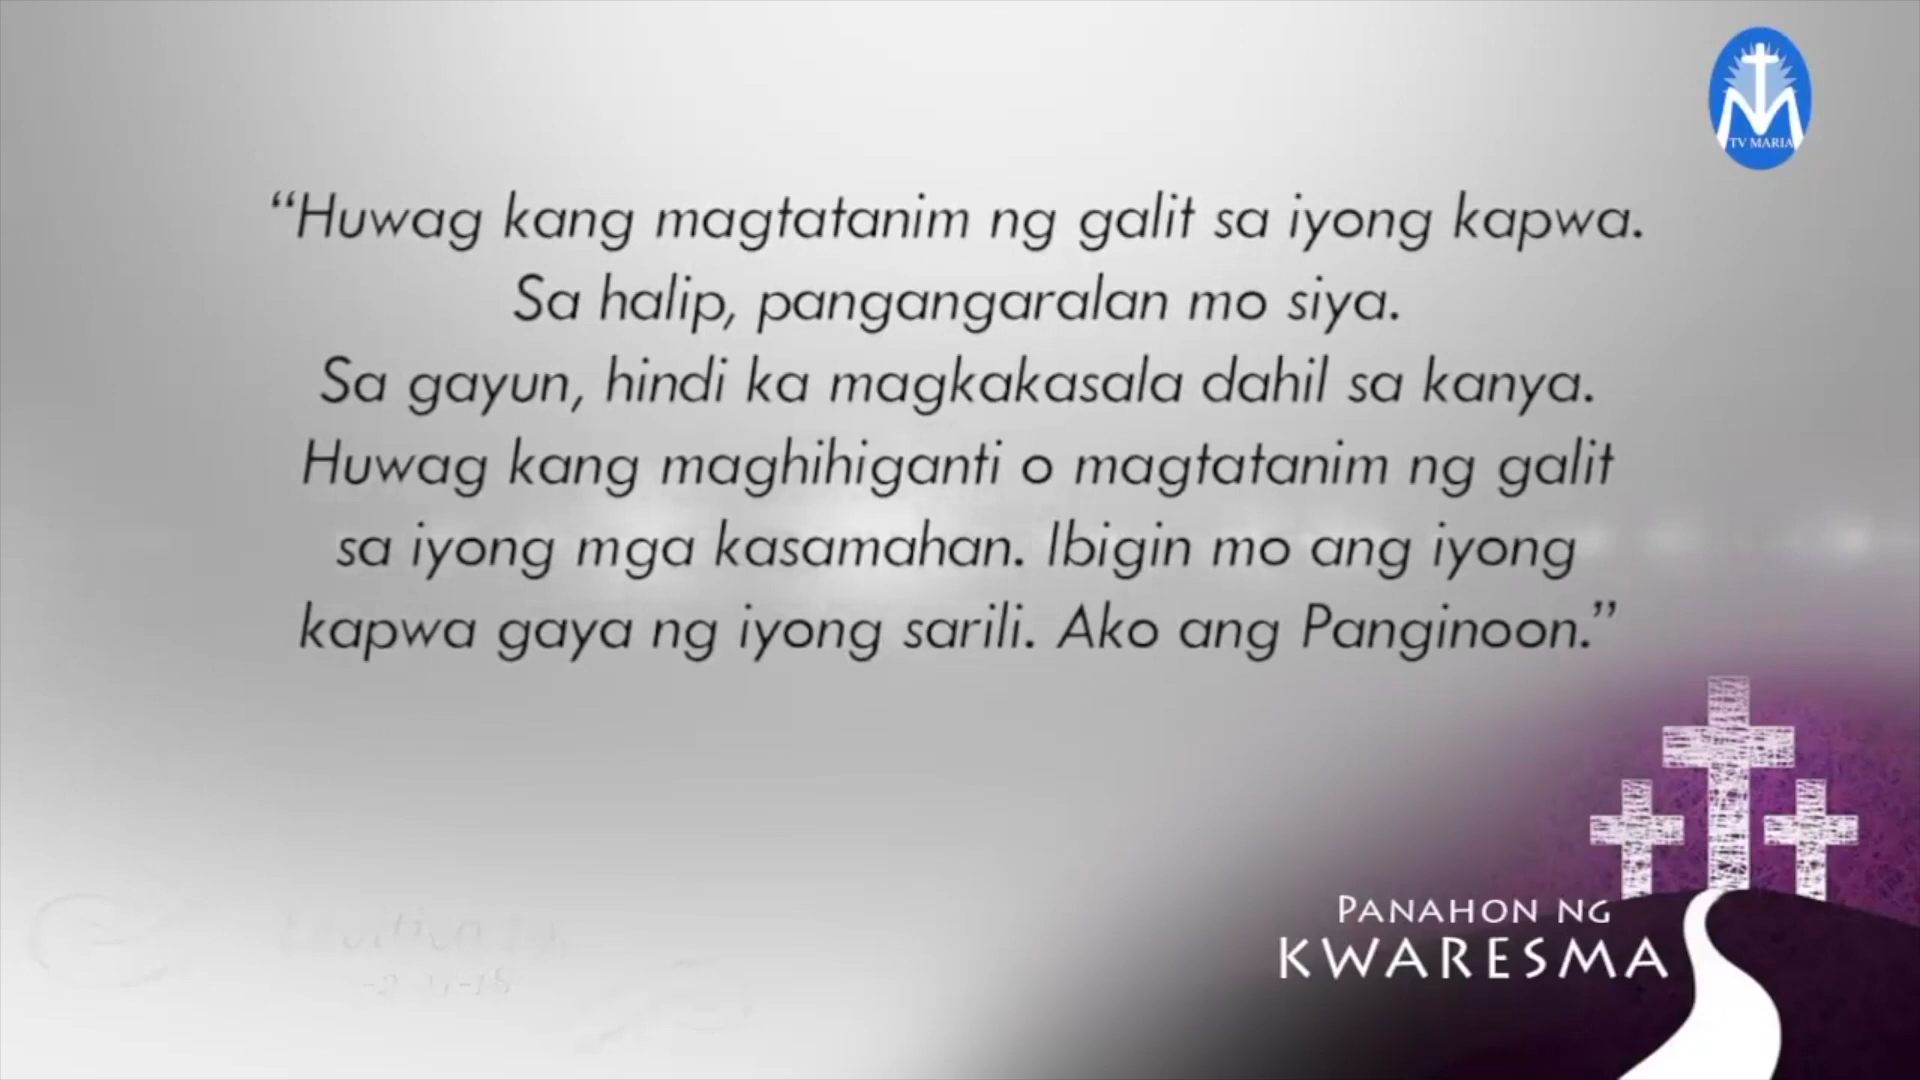 TV MARIA
“Huwag kang magtatanim ng galit sa iyong kapwa.
Sa halip, pangangaralan mo siya.
Sa gayun, hindi ka magkakasala dahil sa kanya.
Huwag kang maghihiganti o magtatanim ng galit
sa iyong mga kasamahan. Ibigin mo ang iyong
kapwa gaya ng iyong sarili. Ako ang Panginoon.”
PANAHON NG
KWARESMA